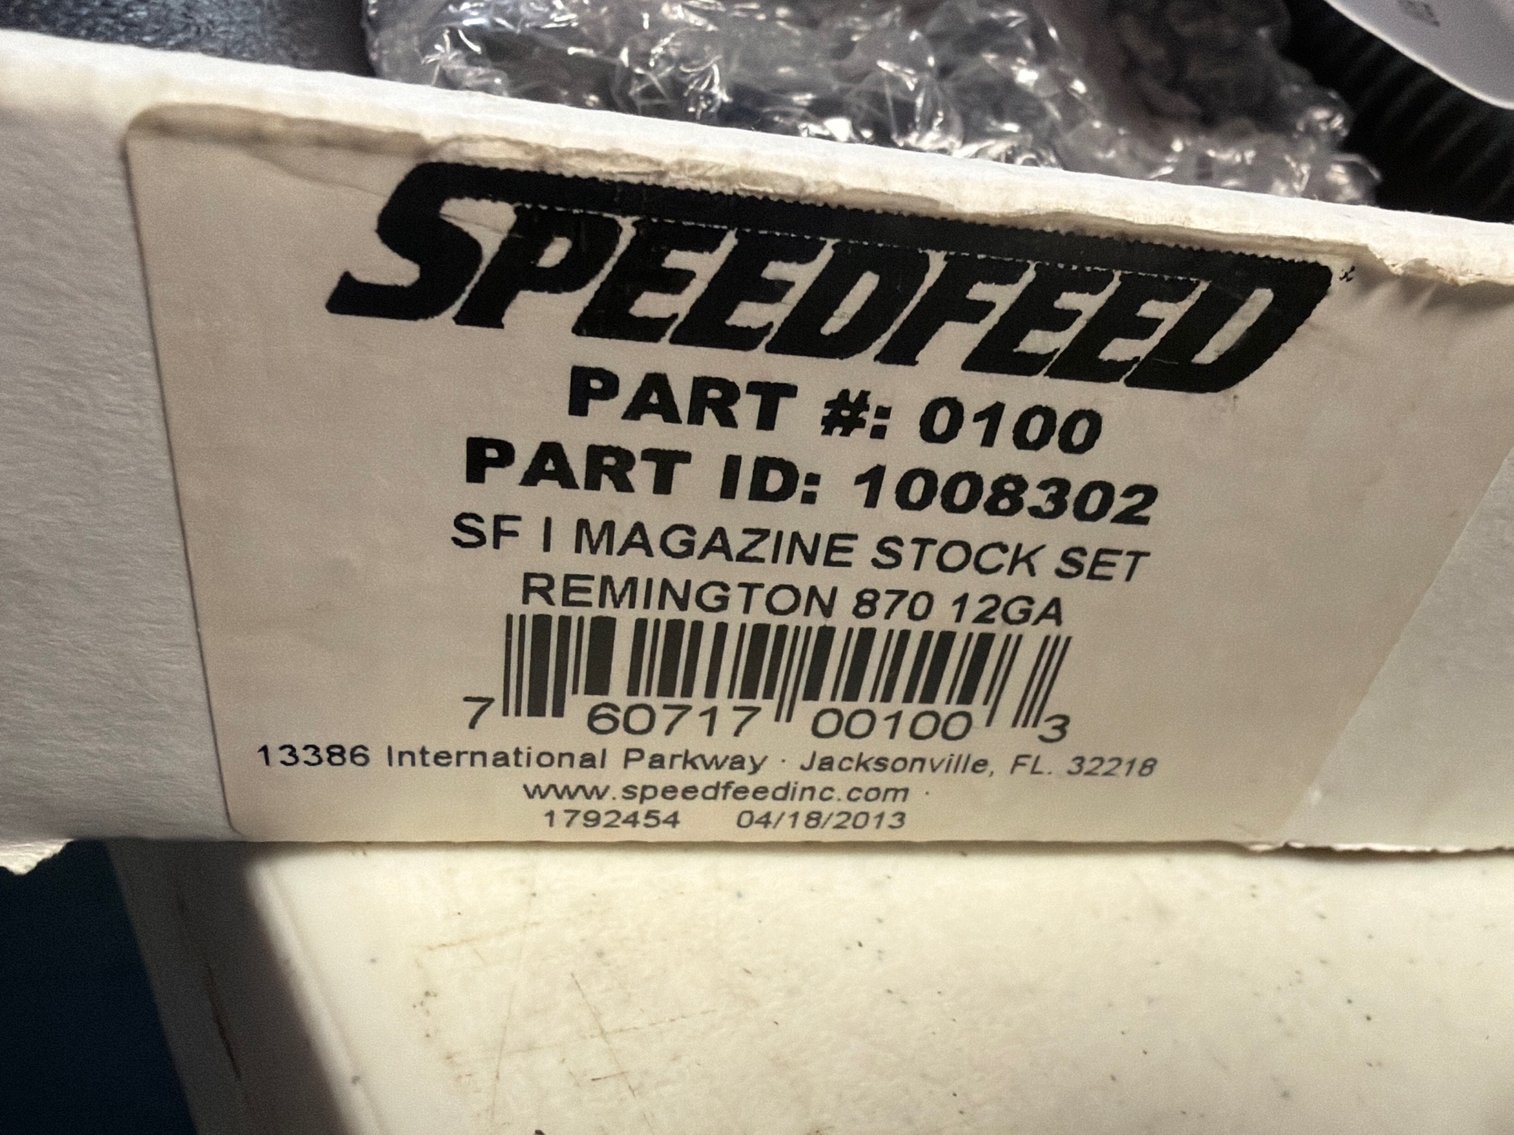 SPEEDFEED
PART #: 0100
PART ID: 1008302
SF I MAGAZINE STOCK SET
REMINGTON 870 12GA
7 60717 00100 3
13386 International Parkway · Jacksonville, FL. 32218
www.speedfeedinc.com ·
1792454 04/18/2013